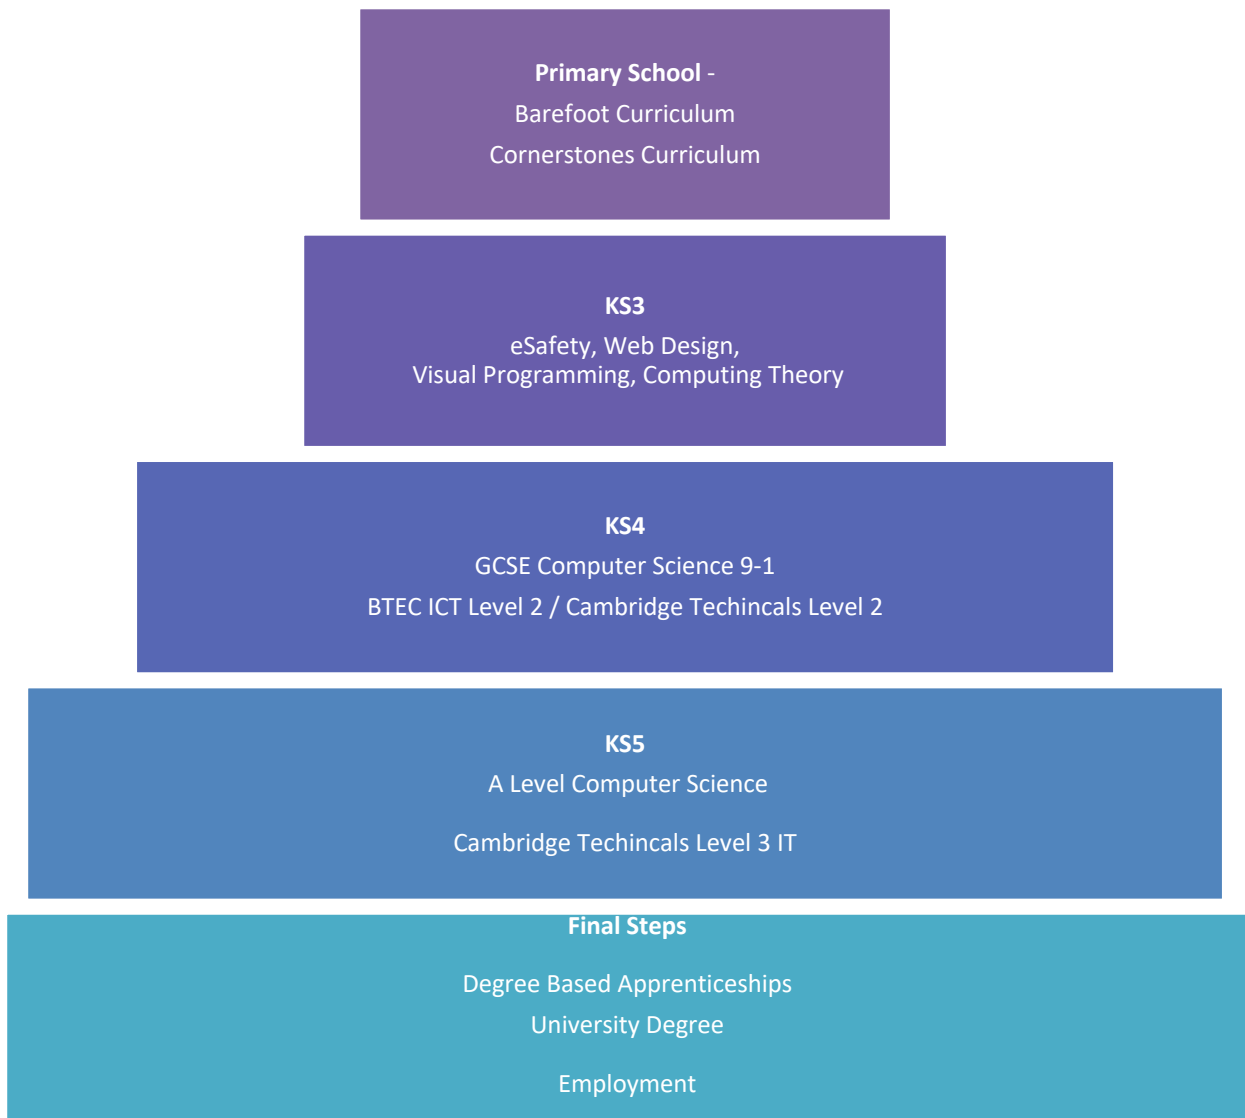 Primary School -
Barefoot Curriculum
Cornerstones Curriculum
KS3
eSafety, Web Design,
Visual Programming, Computing Theory
KS4
GCSE Computer Science 9-1
BTEC ICT Level 2 / Cambridge Techincals Level 2
KS5
A Level Computer Science
Cambridge Techincals Level 3 IT
Final Steps
Degree Based Apprenticeships
University Degree
Employment